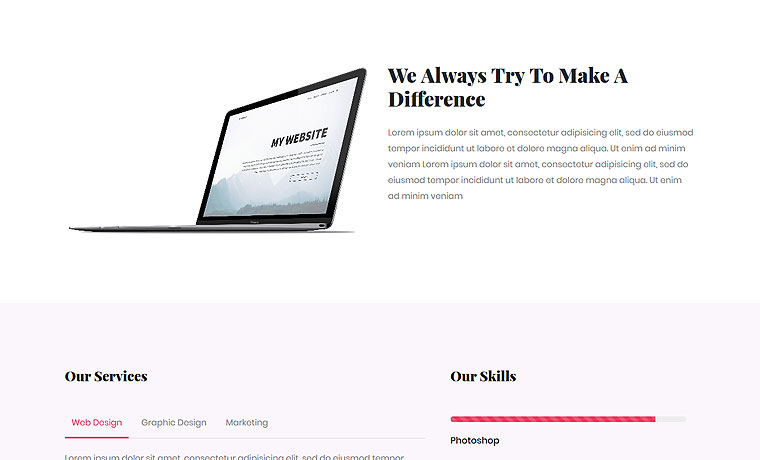 MY WEBSITE
We Always Try To Make A
Difference
Lorem ipsum dolor sit amet, consectetur adipisicing elit, sed do eiusmod
tempor incididunt ut labore et dolore magna aliqua. Ut enim ad minim
veniam Lorem ipsum dolor sit amet, consectetur adipisicing elit, sed do
eiusmod tempor incididunt ut labore et dolore magna aliqua. Ut enim
ad minim veniam
Our Services
Web Design Graphic Design Marketing
Lorem ipsum dolor sit amet, consectetur adipisicing elit, sed do eiusmod tempor
Our Skills
Photoshop